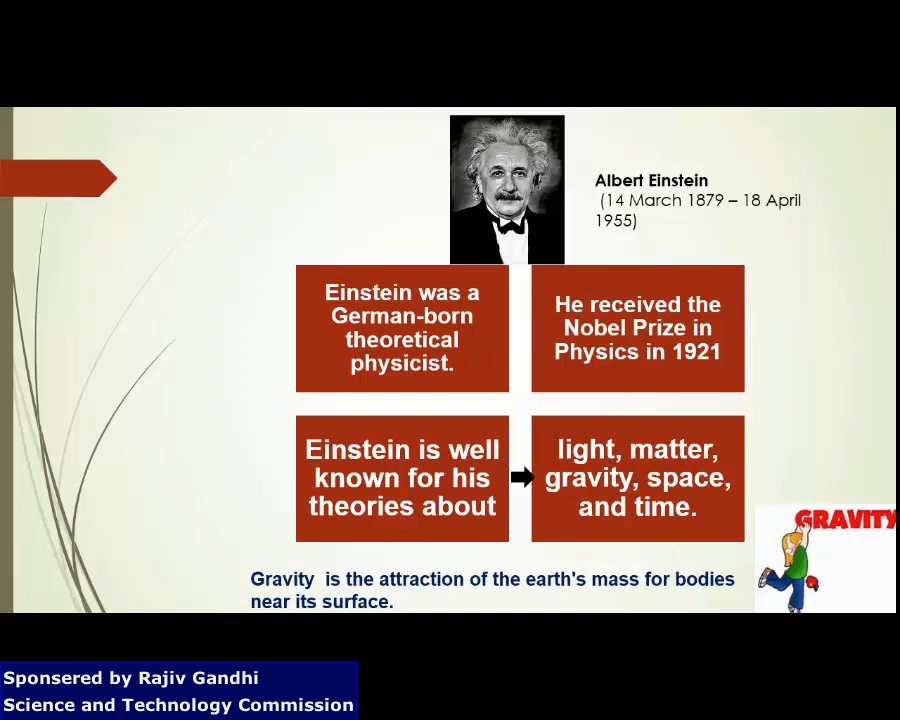 Albert Einstein
(14 March 1879 – 18 April
1955)
Einstein was a
German-born
theoretical
physicist.
He received the
Nobel Prize in
Physics in 1921
Einstein is well
known for his
theories about
light, matter,
gravity, space,
and time.
GRAVITY
Gravity is the attraction of the earth's mass for bodies
near its surface.
Sponsered by Rajiv Gandhi
Science and Technology Commission